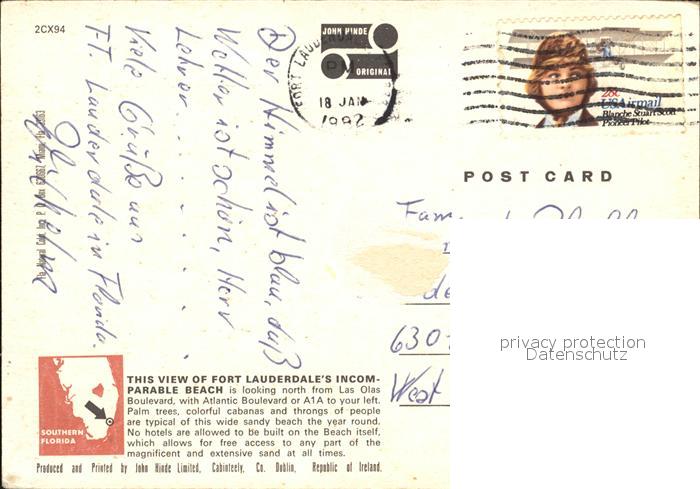 2CX94
JOHN HINDE
ORIGINAL
FORT LAUDERD
PM
18 JAN
1982
28c
USAirmail
Blanche Stuart Scott
Pioneer Pilot
POST CARD
Der Himmel ist blau, daß
Wetter ist schön, Herr
Lehrer . . . . . .
Viele Grüße aus
FT. Lauderdale in Florida.
Fam
de
630
West
privacy protection
Datenschutz
SOUTHERN
FLORIDA
THIS VIEW OF FORT LAUDERDALE'S INCOM-
PARABLE BEACH is looking north from Las Olas
Boulevard, with Atlantic Boulevard or A1A to your left.
Palm trees, colorful cabanas and throngs of people
are typical of this wide sandy beach the year round.
No hotels are allowed to be built on the Beach itself,
which allows for free access to any part of the
magnificent and extensive sand at all times.
Produced and Printed by John Hinde Limited, Cabinteely, Co. Dublin, Republic of Ireland.